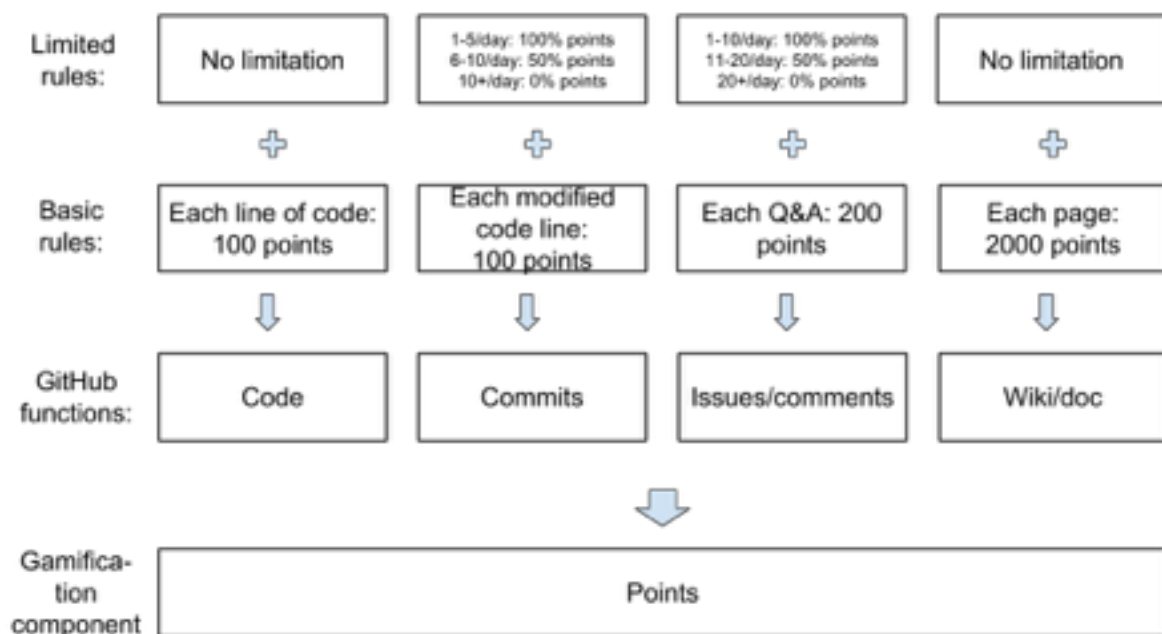 Limited
rules:
No limitation
1-5/day: 100% points
6-10/day: 50% points
10+/day: 0% points
1-10/day: 100% points
11-20/day: 50% points
20+/day: 0% points
No limitation
Basic
rules:
Each line of code:
100 points
Each modified
code line:
100 points
Each Q&A: 200
points
Each page:
2000 points
GitHub
functions:
Code
Commits
Issues/comments
Wiki/doc
Gamifica-
tion
component
Points